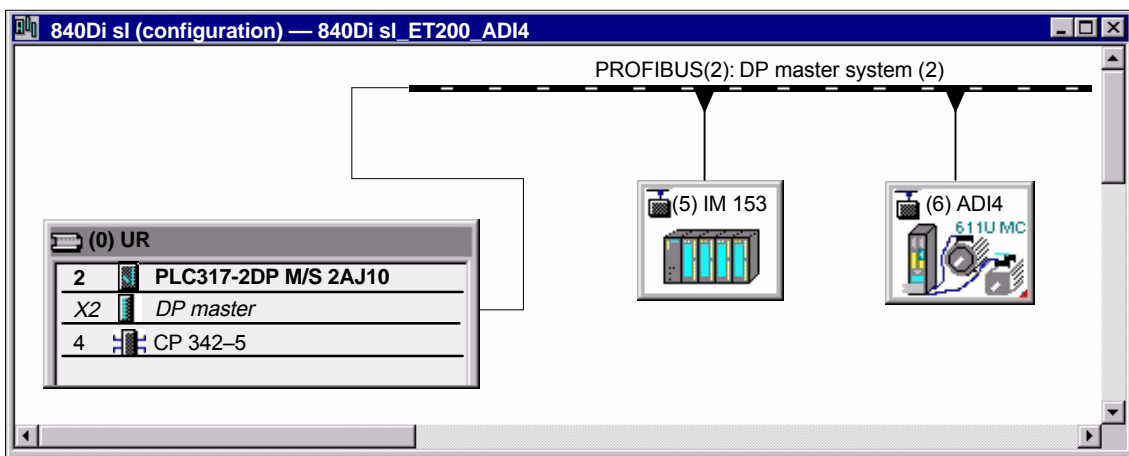 840Di sl (configuration) — 840Di sl_ET200_ADI4
PROFIBUS(2): DP master system (2)
(5) IM 153
(6) ADI4
611U MC
(0) UR
2 PLC317-2DP M/S 2AJ10
X2 DP master
4 CP 342–5